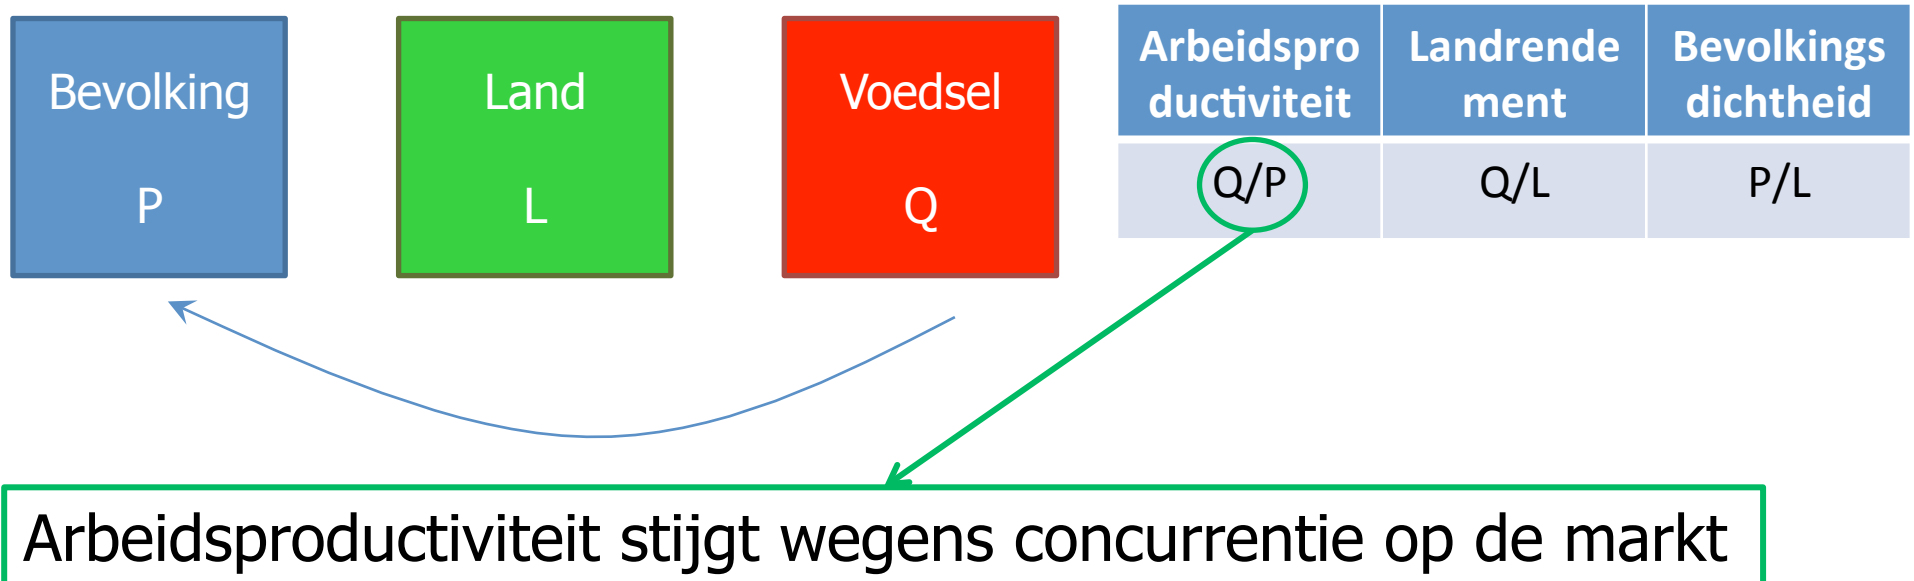 Bevolking
P
Land
L
Voedsel
Q
Arbeidspro
ductiviteit
Landrende
ment
Bevolkings
dichtheid
Q/P
Q/L
P/L
Arbeidsproductiviteit stijgt wegens concurrentie op de markt